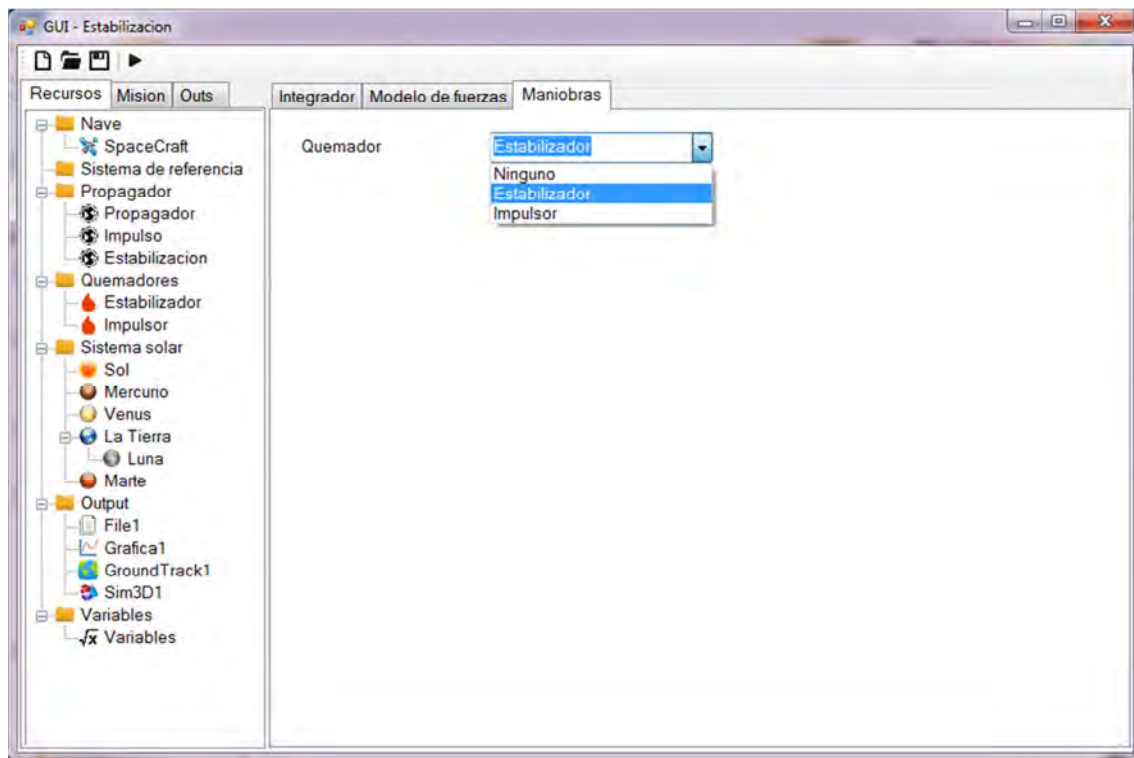 GUI - Estabilizacion
Recursos Mision Outs
Integrador Modelo de fuerzas Maniobras
Nave
SpaceCraft
Sistema de referencia
Propagador
Propagador
Impulso
Estabilizacion
Quemadores
Estabilizador
Impulsor
Sistema solar
Sol
Mercurio
Venus
La Tierra
Luna
Marte
Output
File1
Grafica1
GroundTrack1
Sim3D1
Variables
√x Variables
Quemador Estabilizador
Ninguno
Estabilizador
Impulsor